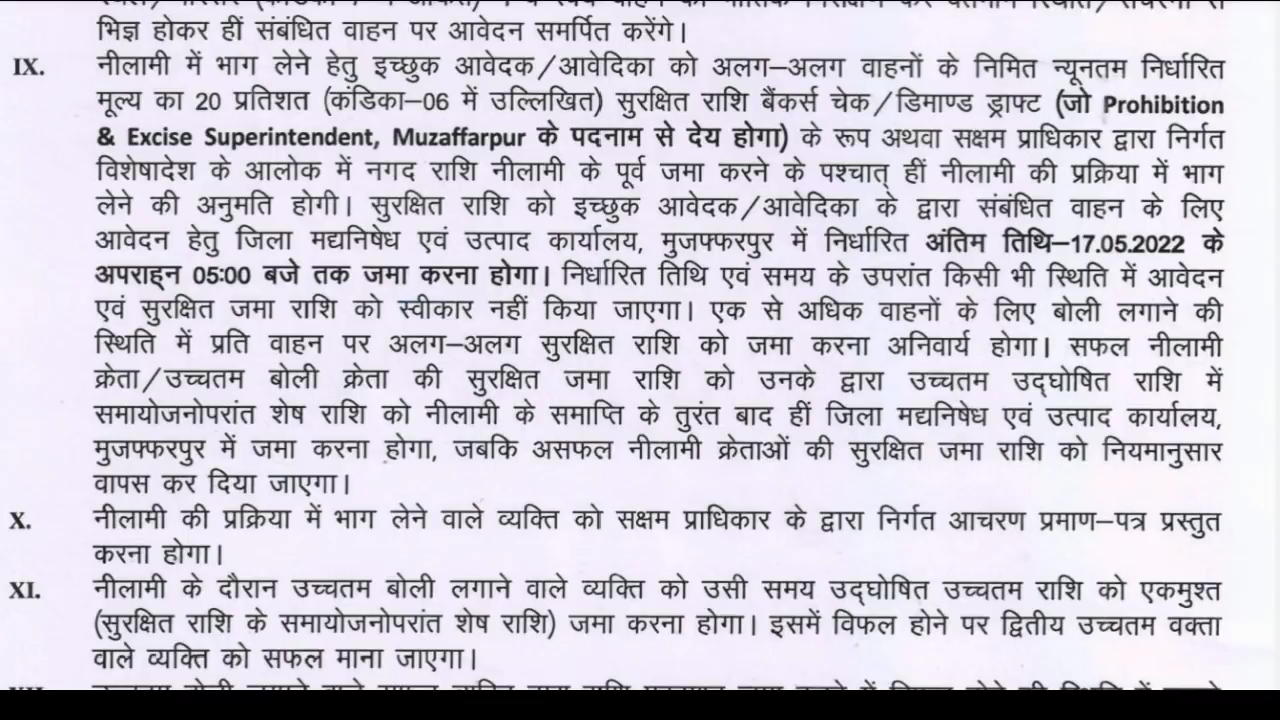 भिज्ञ होकर हीं संबंधित वाहन पर आवेदन समर्पित करेंगे।
IX. नीलामी में भाग लेने हेतु इच्छुक आवेदक/आवेदिका को अलग–अलग वाहनों के निमित न्यूनतम निर्धारित
मूल्य का 20 प्रतिशत (कंडिका–06 में उल्लिखित) सुरक्षित राशि बैंकर्स चेक/डिमाण्ड ड्राफ्ट (जो Prohibition
& Excise Superintendent, Muzaffarpur के पदनाम से देय होगा) के रूप अथवा सक्षम प्राधिकार द्वारा निर्गत
विशेषादेश के आलोक में नगद राशि नीलामी के पूर्व जमा करने के पश्चात् हीं नीलामी की प्रक्रिया में भाग
लेने की अनुमति होगी। सुरक्षित राशि को इच्छुक आवेदक/आवेदिका के द्वारा संबंधित वाहन के लिए
आवेदन हेतु जिला मद्यनिषेध एवं उत्पाद कार्यालय, मुजफ्फरपुर में निर्धारित अंतिम तिथि–17.05.2022 के
अपराह्न 05:00 बजे तक जमा करना होगा। निर्धारित तिथि एवं समय के उपरांत किसी भी स्थिति में आवेदन
एवं सुरक्षित जमा राशि को स्वीकार नहीं किया जाएगा। एक से अधिक वाहनों के लिए बोली लगाने की
स्थिति में प्रति वाहन पर अलग–अलग सुरक्षित राशि को जमा करना अनिवार्य होगा। सफल नीलामी
क्रेता/उच्चतम बोली क्रेता की सुरक्षित जमा राशि को उनके द्वारा उच्चतम उद्घोषित राशि में
समायोजनोपरांत शेष राशि को नीलामी के समाप्ति के तुरंत बाद हीं जिला मद्यनिषेध एवं उत्पाद कार्यालय,
मुजफ्फरपुर में जमा करना होगा, जबकि असफल नीलामी क्रेताओं की सुरक्षित जमा राशि को नियमानुसार
वापस कर दिया जाएगा।
X. नीलामी की प्रक्रिया में भाग लेने वाले व्यक्ति को सक्षम प्राधिकार के द्वारा निर्गत आचरण प्रमाण–पत्र प्रस्तुत
करना होगा।
XI. नीलामी के दौरान उच्चतम बोली लगाने वाले व्यक्ति को उसी समय उद्घोषित उच्चतम राशि को एकमुश्त
(सुरक्षित राशि के समायोजनोपरांत शेष राशि) जमा करना होगा। इसमें विफल होने पर द्वितीय उच्चतम वक्ता
वाले व्यक्ति को सफल माना जाएगा।